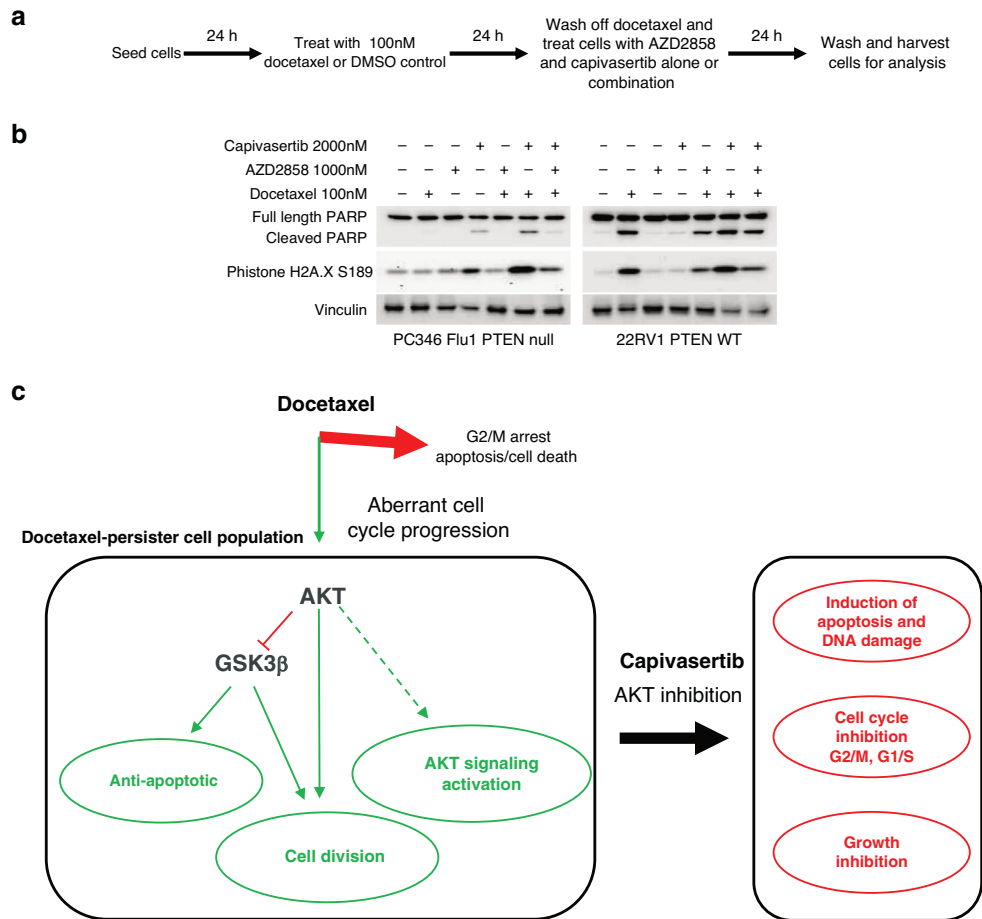 a
Seed cells
24 h
Treat with 100nM
docetaxel or DMSO control
24 h
Wash off docetaxel and
treat cells with AZD2858
and capivasertib alone or
combination
24 h
Wash and harvest
cells for analysis
b
Capivasertib 2000nM – – – + – + + – – – + – + +
AZD2858 1000nM – – + – + – + – – + – + – +
Docetaxel 100nM – + – – + + + – + – – + + +
Full length PARP
Cleaved PARP
Phistone H2A.X S189
Vinculin
PC346 Flu1 PTEN null
22RV1 PTEN WT
c
Docetaxel
G2/M arrest
apoptosis/cell death
Aberrant cell
cycle progression
Docetaxel-persister cell population
AKT
GSK3β
Anti-apoptotic
AKT signaling
activation
Cell division
Capivasertib
AKT inhibition
Induction of
apoptosis and
DNA damage
Cell cycle
inhibition
G2/M, G1/S
Growth
inhibition